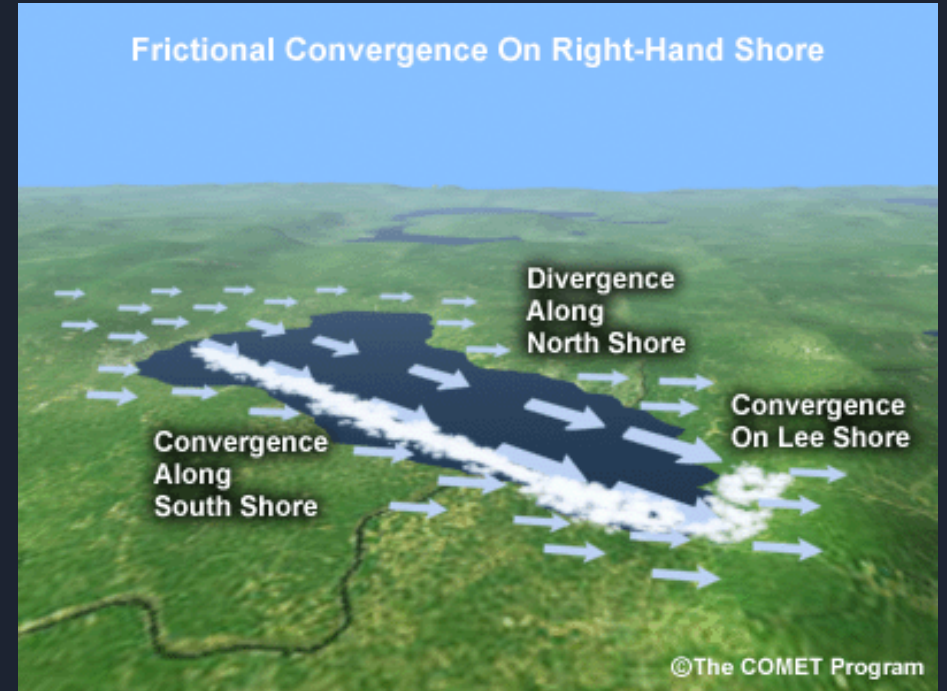 Frictional Convergence On Right-Hand Shore
Divergence
Along
North Shore
Convergence
On Lee Shore
Convergence
Along
South Shore
©The COMET Program